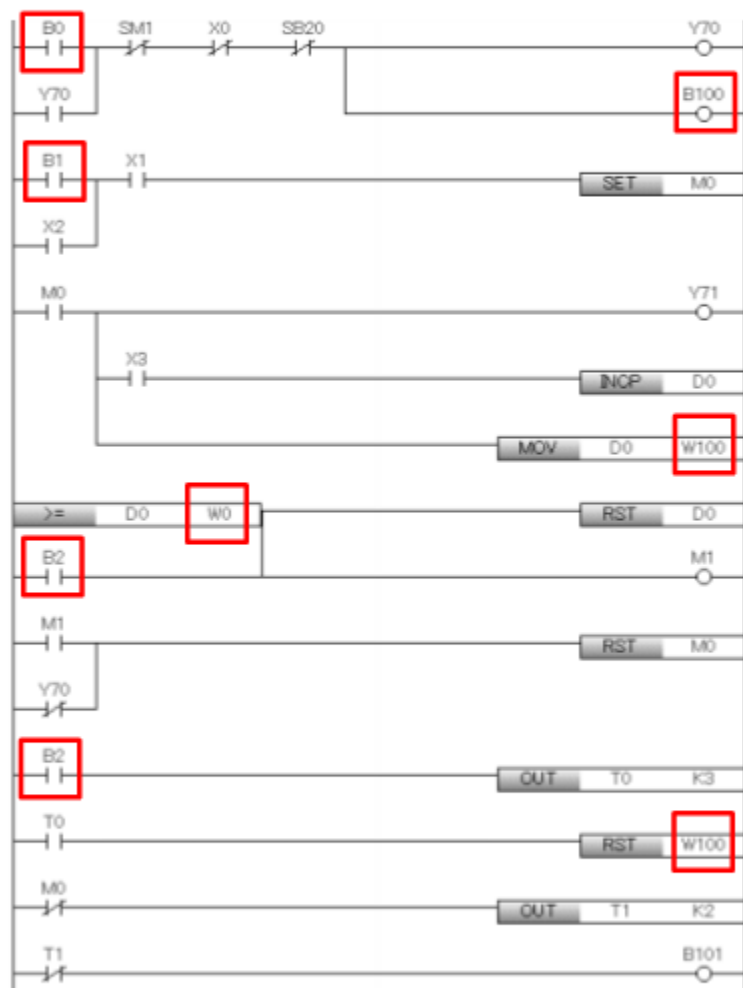 B0 SM1 X0 SB20 Y70
Y70 B100
B1 X1
SET M0
X2
M0 Y71
X3
INCP D0
MOV D0 W100
>= D0 W0 RST D0
B2 M1
M1
RST M0
Y70
B2
OUT T0 K3
T0
RST W100
M0
OUT T1 K2
T1 B101